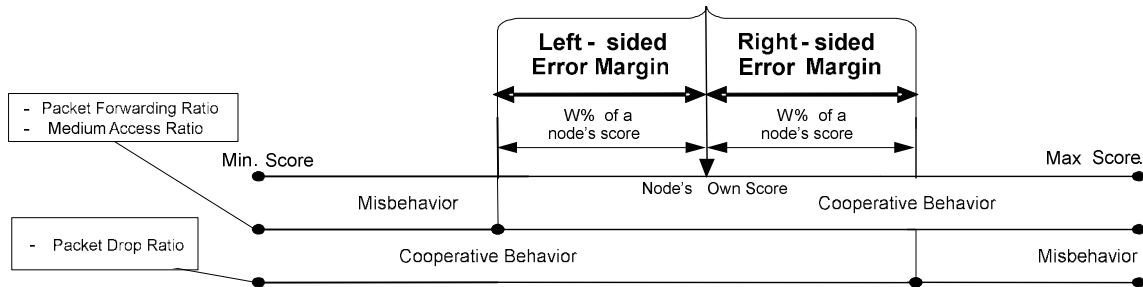 Left - sided
Error Margin
Right - sided
Error Margin
W% of a
node's score
W% of a
node's score
- Packet Forwarding Ratio
- Medium Access Ratio
Min. Score
Max Score
Node's Own Score
Misbehavior
Cooperative Behavior
- Packet Drop Ratio
Cooperative Behavior
Misbehavior